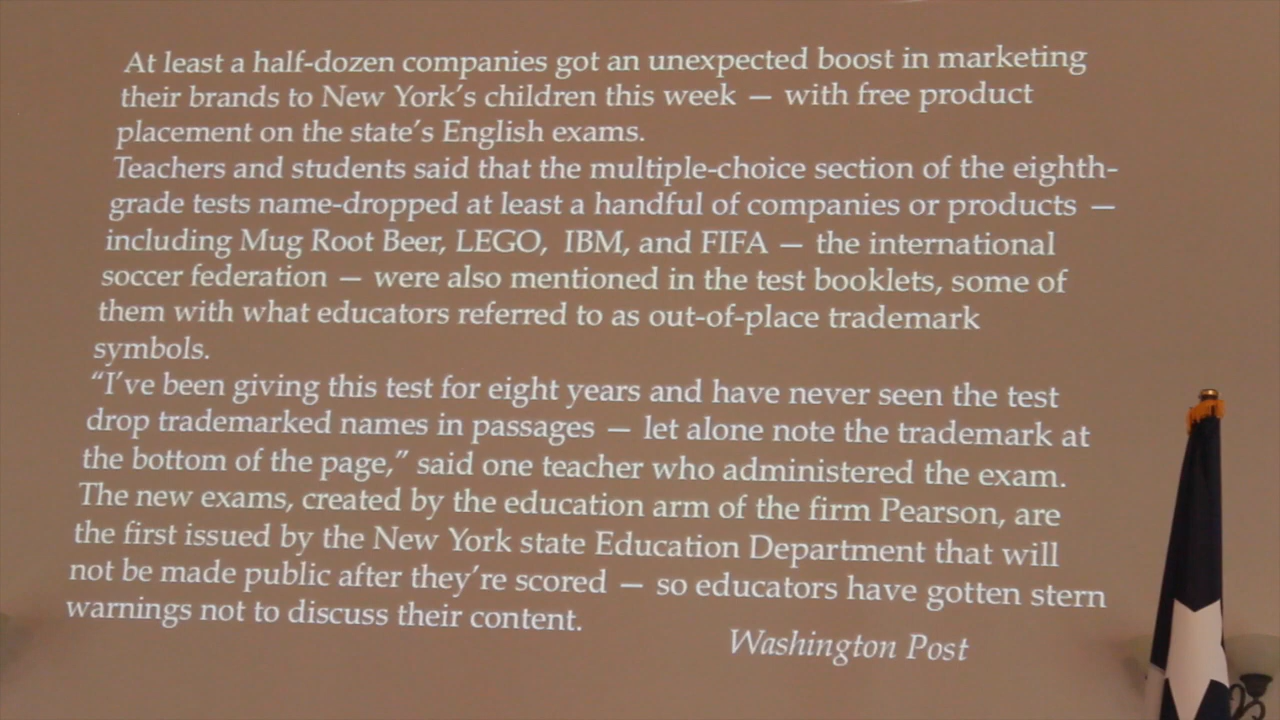 At least a half-dozen companies got an unexpected boost in marketing
their brands to New York's children this week — with free product
placement on the state's English exams.
Teachers and students said that the multiple-choice section of the eighth-
grade tests name-dropped at least a handful of companies or products —
including Mug Root Beer, LEGO, IBM, and FIFA — the international
soccer federation — were also mentioned in the test booklets, some of
them with what educators referred to as out-of-place trademark
symbols.
“I've been giving this test for eight years and have never seen the test
drop trademarked names in passages — let alone note the trademark at
the bottom of the page,” said one teacher who administered the exam.
The new exams, created by the education arm of the firm Pearson, are
the first issued by the New York state Education Department that will
not be made public after they're scored — so educators have gotten stern
warnings not to discuss their content.
Washington Post